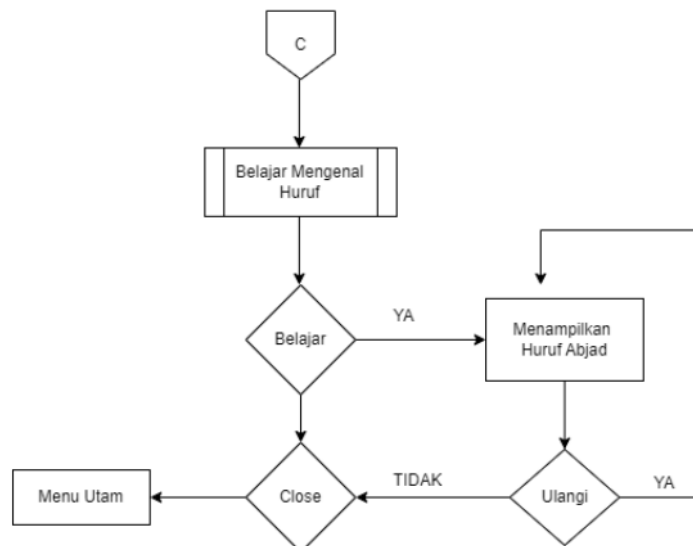 C
Belajar Mengenal
Huruf
Belajar
YA
Menampilkan
Huruf Abjad
Menu Utam
Close
TIDAK
Ulangi
YA